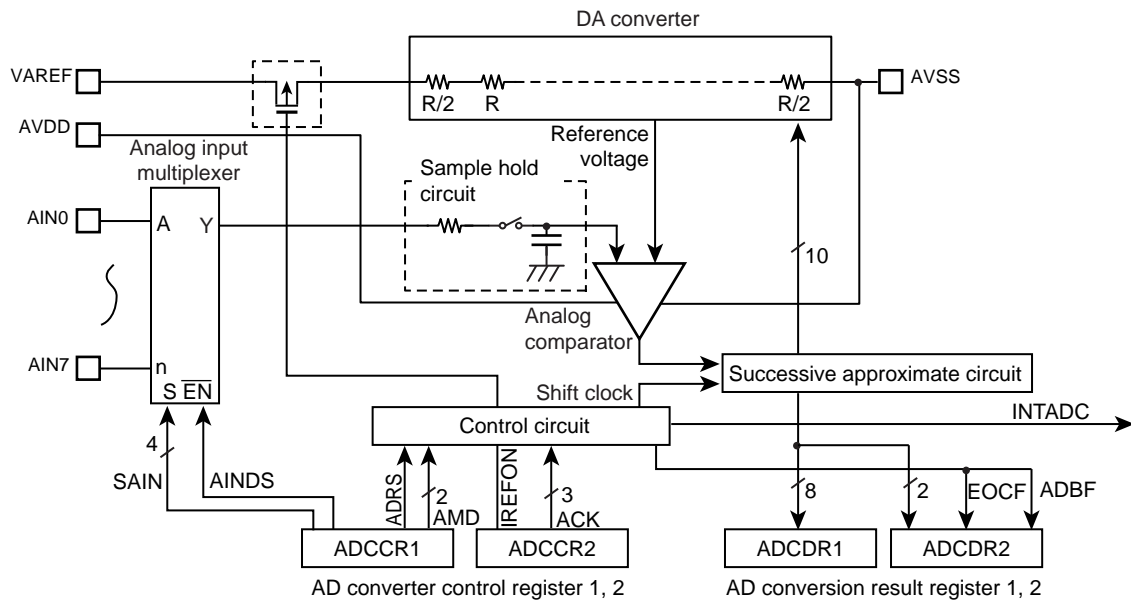 DA converter
VAREF
AVSS
R/2
R
R/2
AVDD
Reference
voltage
Analog input
multiplexer
Sample hold
circuit
AIN0
A
Y
10
Analog
comparator
AIN7
n
S
EN
Successive approximate circuit
Shift clock
INTADC
Control circuit
4
SAIN
AINDS
ADRS
2
AMD
IREFON
3
ACK
8
2
EOCF
ADBF
ADCCR1
ADCCR2
ADCDR1
ADCDR2
AD converter control register 1, 2
AD conversion result register 1, 2